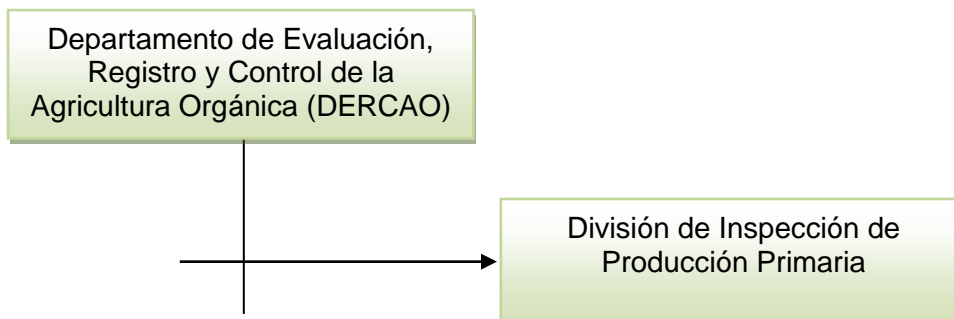 Departamento de Evaluación,
Registro y Control de la
Agricultura Orgánica (DERCAO)
División de Inspección de
Producción Primaria